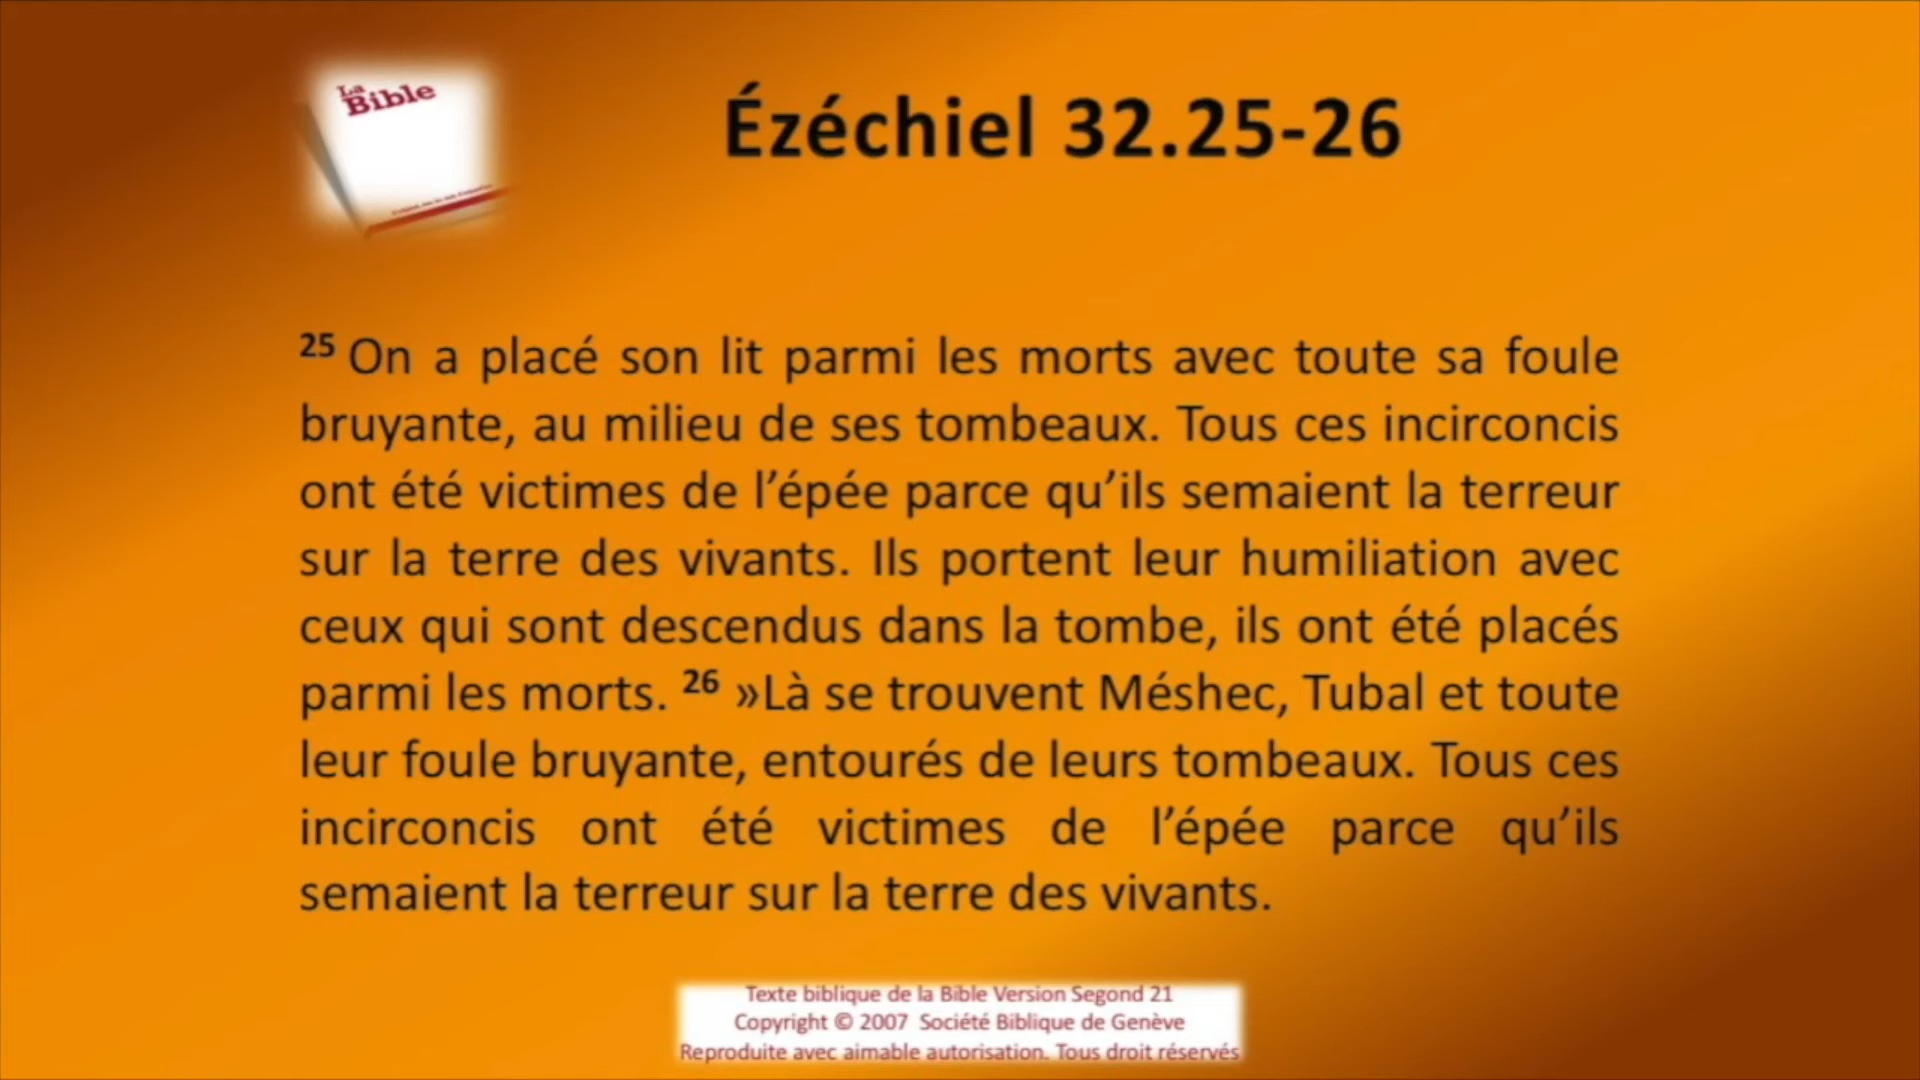 La
Bible
Ézéchiel 32.25-26
25 On a placé son lit parmi les morts avec toute sa foule
bruyante, au milieu de ses tombeaux. Tous ces incirconcis
ont été victimes de l’épée parce qu’ils semaient la terreur
sur la terre des vivants. Ils portent leur humiliation avec
ceux qui sont descendus dans la tombe, ils ont été placés
parmi les morts. 26 »Là se trouvent Méshec, Tubal et toute
leur foule bruyante, entourés de leurs tombeaux. Tous ces
incirconcis ont été victimes de l’épée parce qu’ils
semaient la terreur sur la terre des vivants.
Texte biblique de la Bible Version Segond 21
Copyright © 2007 Société Biblique de Genève
Reproduite avec aimable autorisation. Tous droit réservés